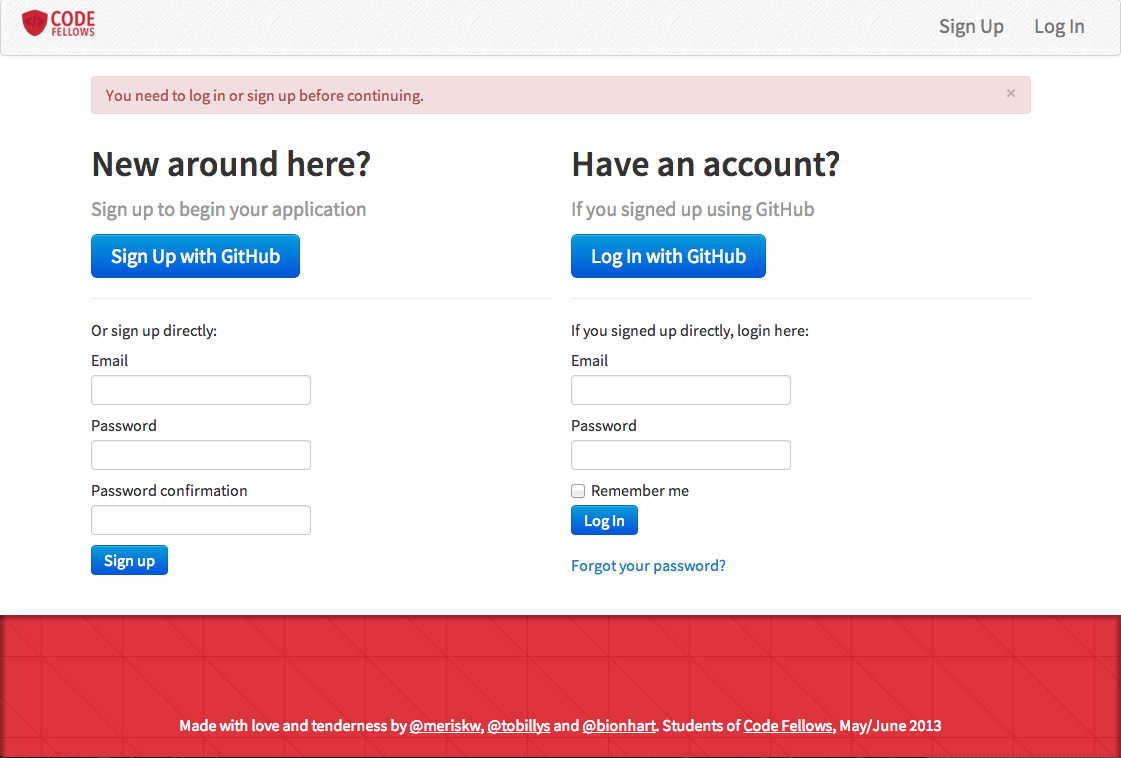 </> CODE
FELLOWS
Sign Up
Log In
You need to log in or sign up before continuing.
×
New around here?
Sign up to begin your application
Sign Up with GitHub
Or sign up directly:
Email
Password
Password confirmation
Sign up
Have an account?
If you signed up using GitHub
Log In with GitHub
If you signed up directly, login here:
Email
Password
Remember me
Log In
Forgot your password?
Made with love and tenderness by @meriskw, @tobillys and @bionhart. Students of Code Fellows, May/June 2013